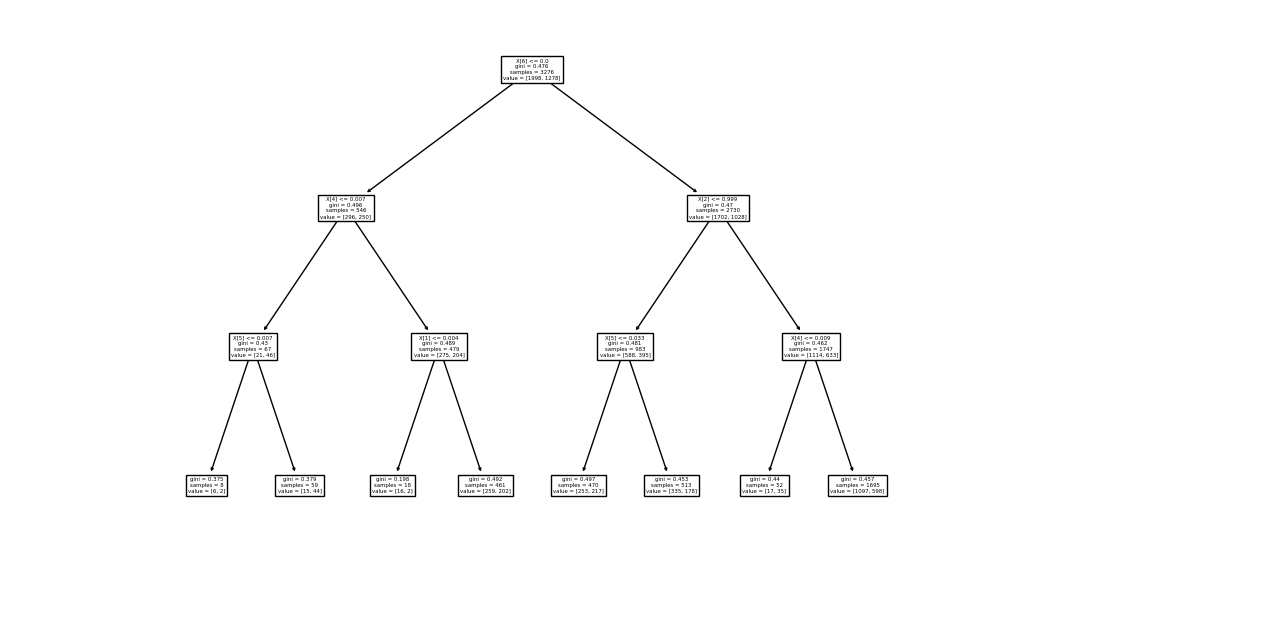 X[6] <= 0.0
gini = 0.476
samples = 3276
value = [1998, 1278]
X[4] <= 0.007
gini = 0.496
samples = 546
value = [296, 250]
X[2] <= 0.999
gini = 0.47
samples = 2730
value = [1702, 1028]
X[5] <= 0.007
gini = 0.43
samples = 67
value = [21, 46]
X[1] <= 0.004
gini = 0.489
samples = 479
value = [275, 204]
X[5] <= 0.033
gini = 0.481
samples = 983
value = [588, 395]
X[4] <= 0.009
gini = 0.462
samples = 1747
value = [1114, 633]
gini = 0.375
samples = 8
value = [6, 2]
gini = 0.379
samples = 59
value = [15, 44]
gini = 0.198
samples = 18
value = [16, 2]
gini = 0.492
samples = 461
value = [259, 202]
gini = 0.497
samples = 470
value = [253, 217]
gini = 0.453
samples = 513
value = [335, 178]
gini = 0.44
samples = 52
value = [17, 35]
gini = 0.457
samples = 1695
value = [1097, 598]